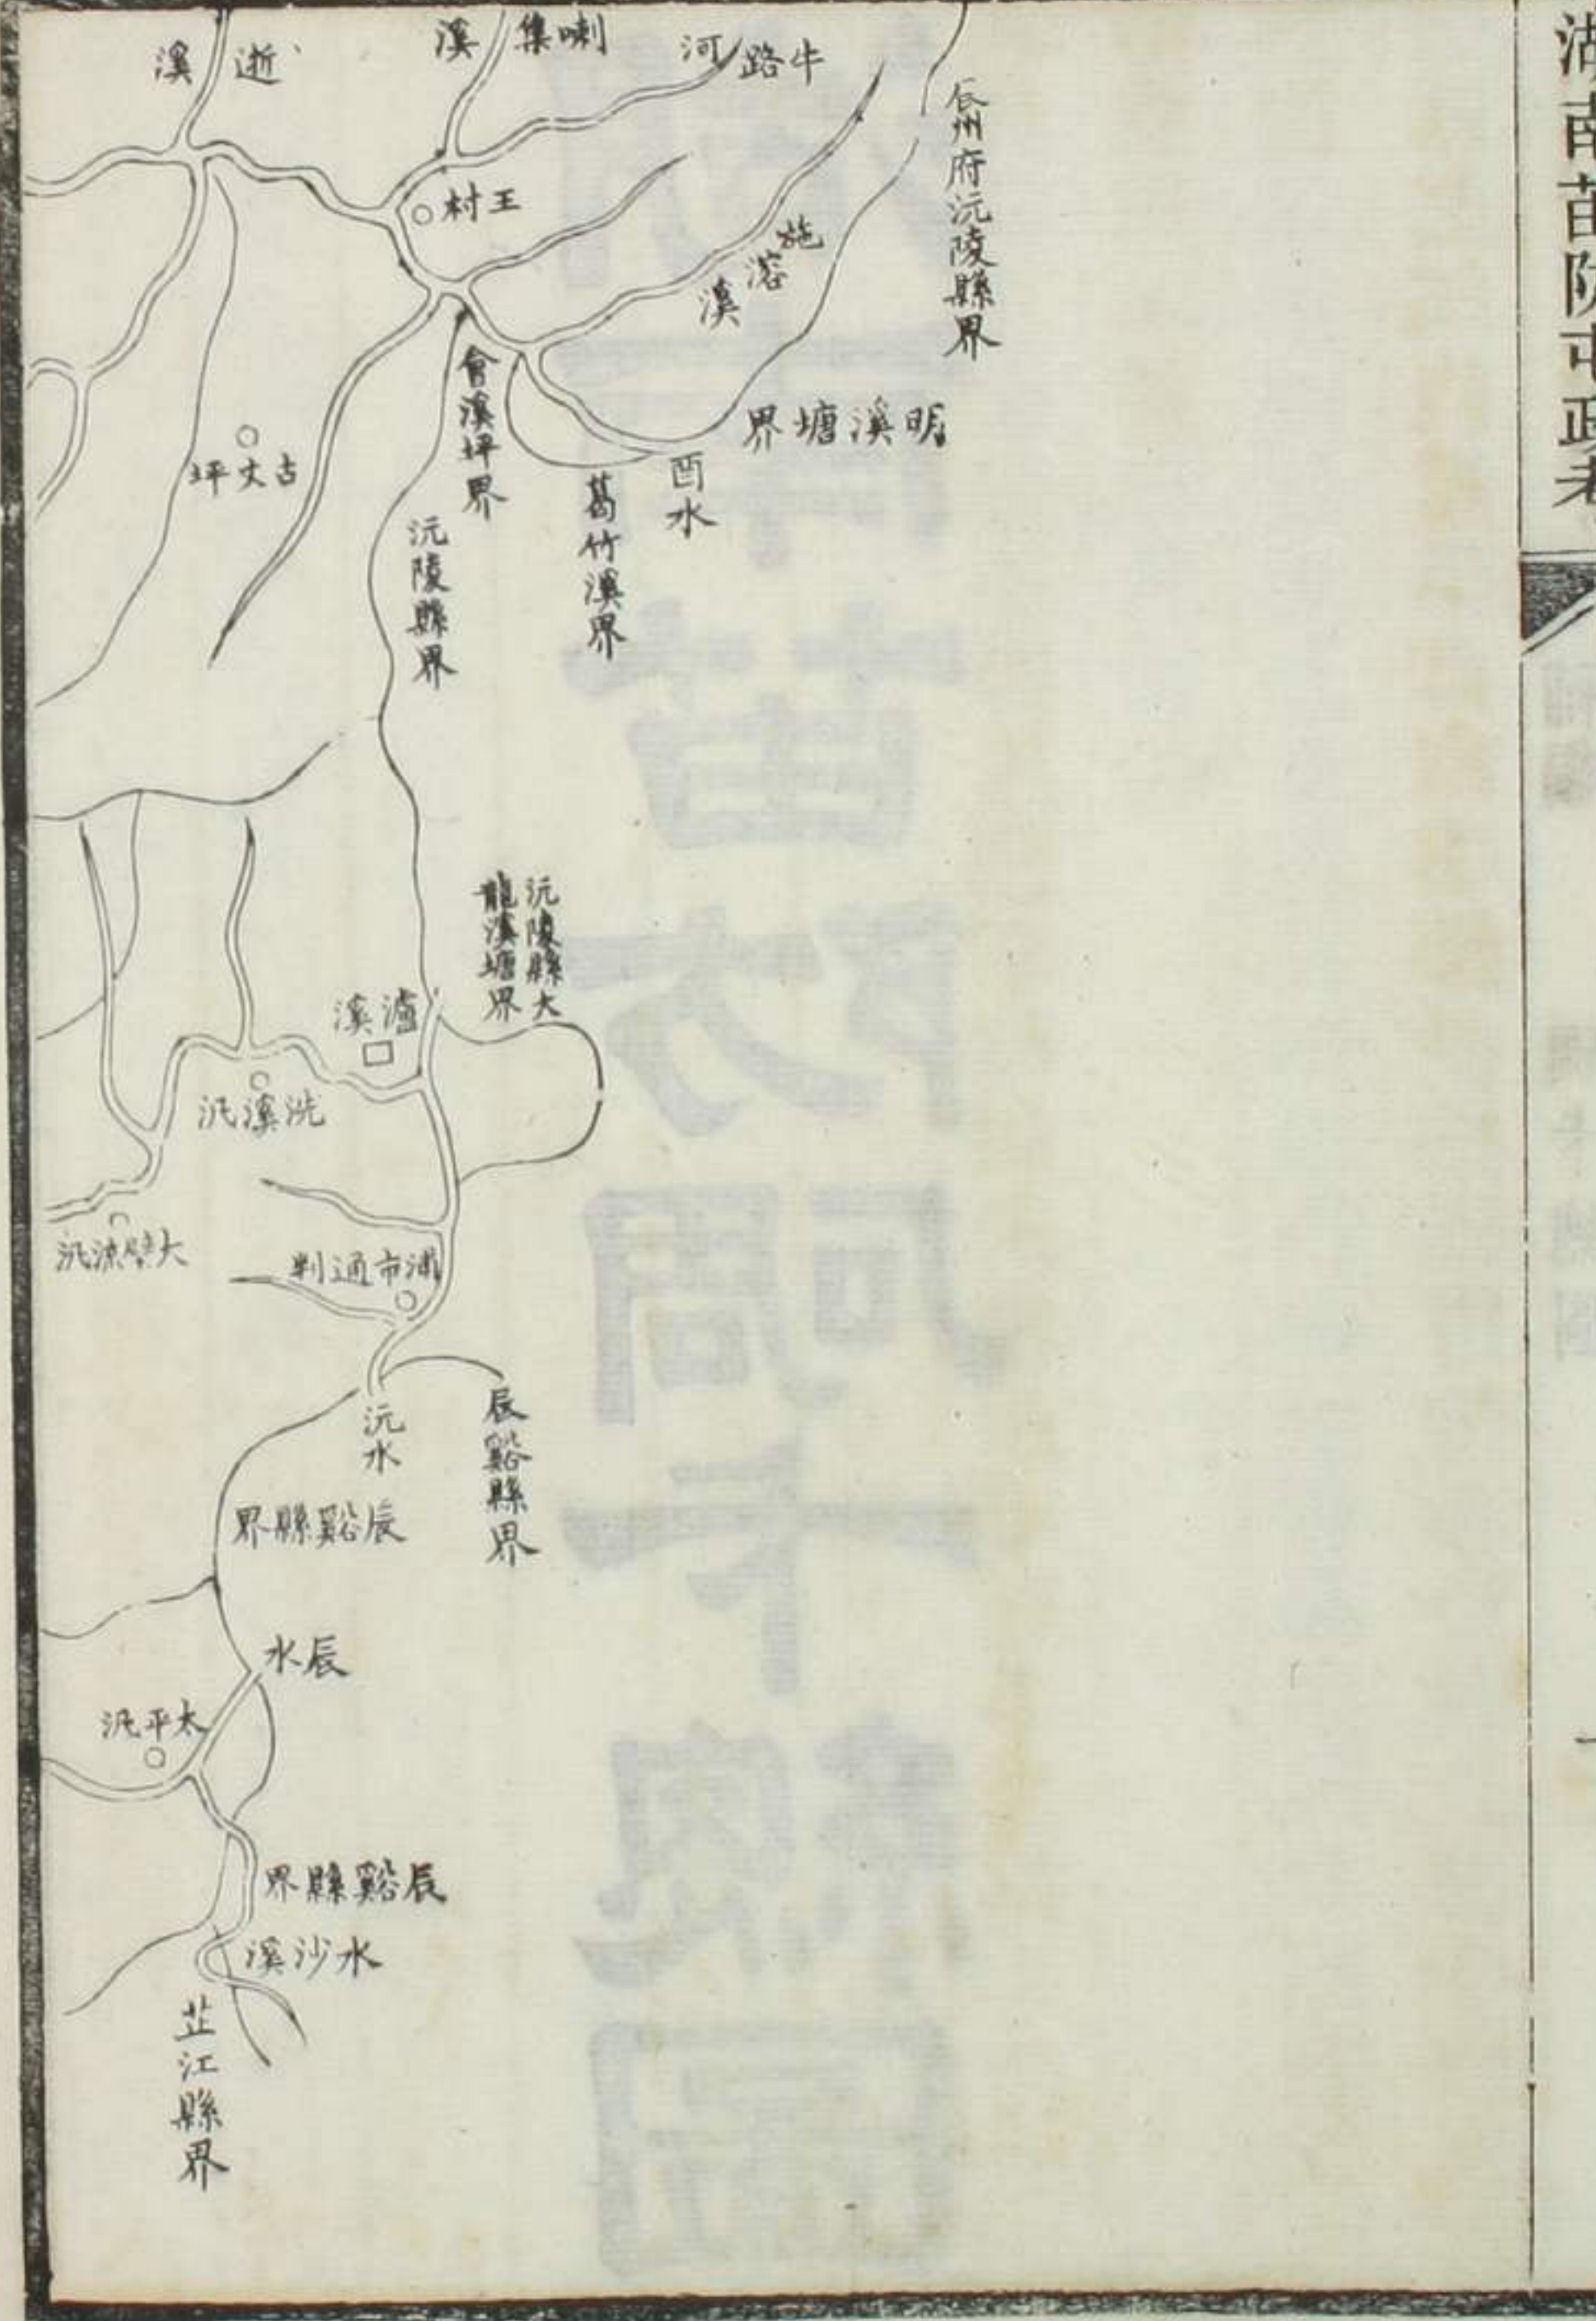 湖南苗防屯政考
辰州府沅陵縣界
牛路河
喇集溪
逝溪
王村
施溶溪
明溪塘界
酉水
葛竹溪界
會溪坪界
沅陵縣界
古丈坪
沅陵縣大
龍溪塘界
瀘溪
洗溪汛
浦市通判
沅水
辰谿縣界
辰谿縣界
辰水
太平汛
辰谿縣界
水沙溪
芷江縣界